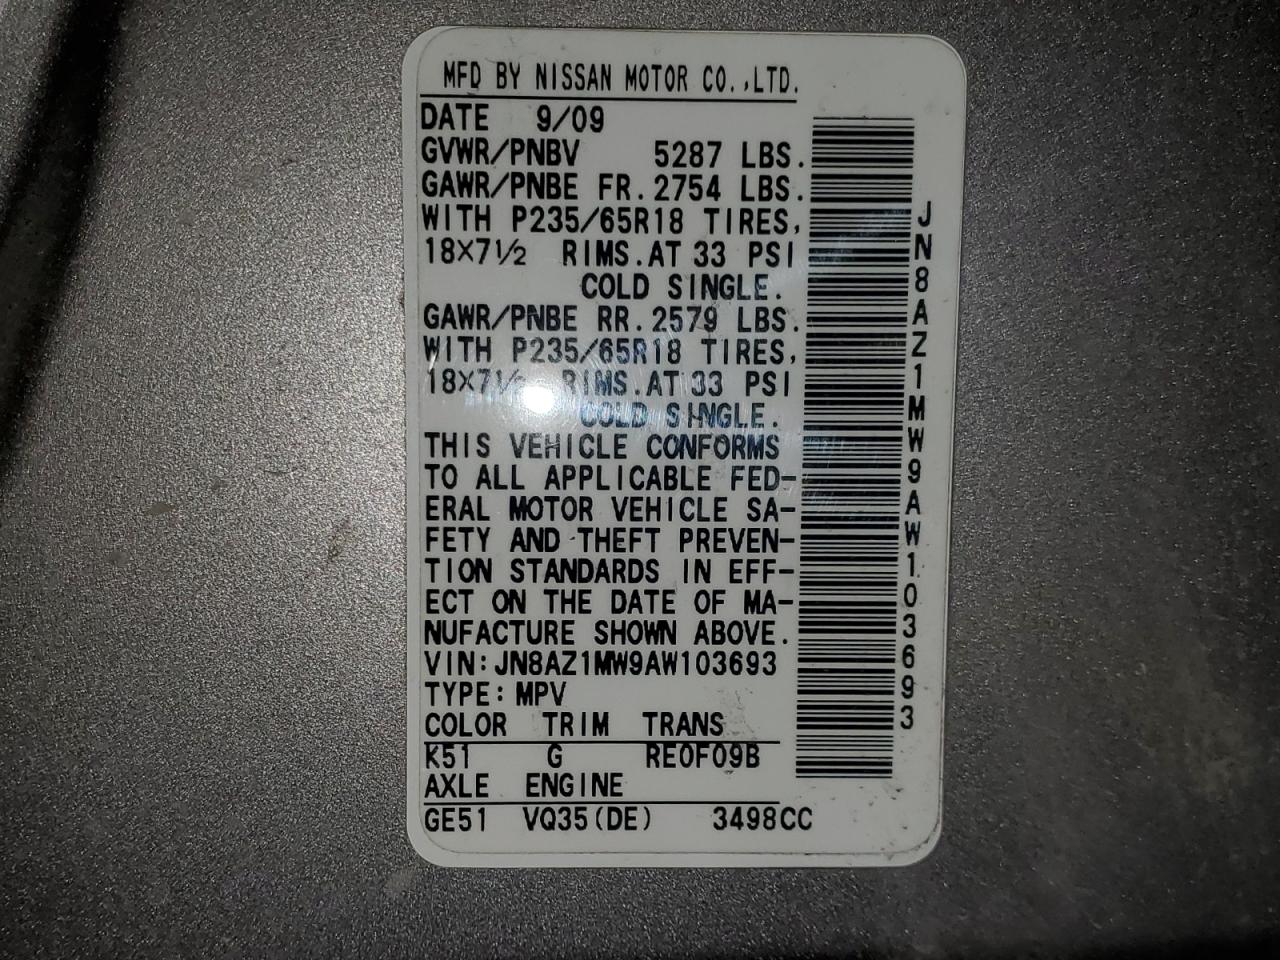 MFD BY NISSAN MOTOR CO.,LTD.
DATE 9/09
GVWR/PNBV 5287 LBS.
GAWR/PNBE FR. 2754 LBS.
WITH P235/65R18 TIRES,
18×7½ RIMS. AT 33 PSI
COLD SINGLE.
GAWR/PNBE RR. 2579 LBS.
WITH P235/65R18 TIRES,
18×7½ RIMS. AT 33 PSI
COLD SINGLE.
THIS VEHICLE CONFORMS
TO ALL APPLICABLE FED-
ERAL MOTOR VEHICLE SA-
FETY AND THEFT PREVEN-
TION STANDARDS IN EFF-
ECT ON THE DATE OF MA-
NUFACTURE SHOWN ABOVE.
VIN: JN8AZ1MW9AW103693
TYPE: MPV
COLOR TRIM TRANS
K51 G RE0F09B
AXLE ENGINE
GE51 VQ35(DE) 3498CC
JN8AZ1MW9AW103693